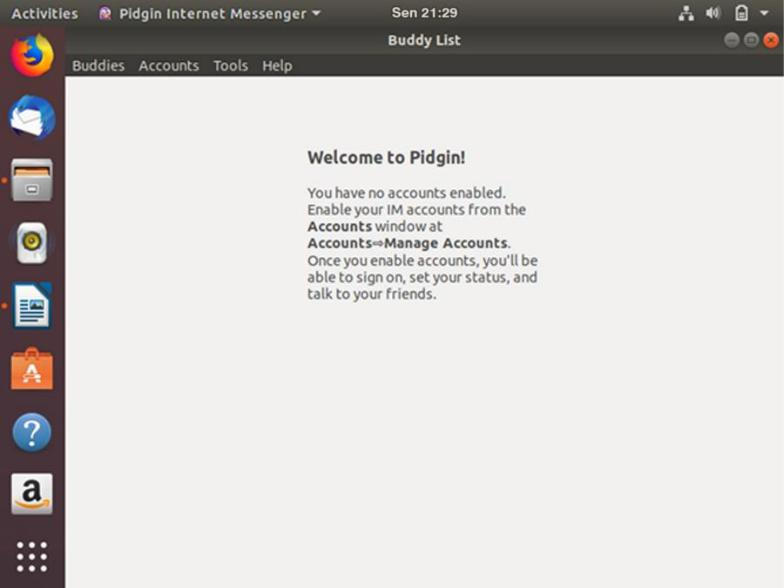 Activities Pidgin Internet Messenger Sen 21:29
Buddy List
Buddies Accounts Tools Help
Welcome to Pidgin!
You have no accounts enabled.
Enable your IM accounts from the
Accounts window at
Accounts⇨Manage Accounts.
Once you enable accounts, you'll be
able to sign on, set your status, and
talk to your friends.